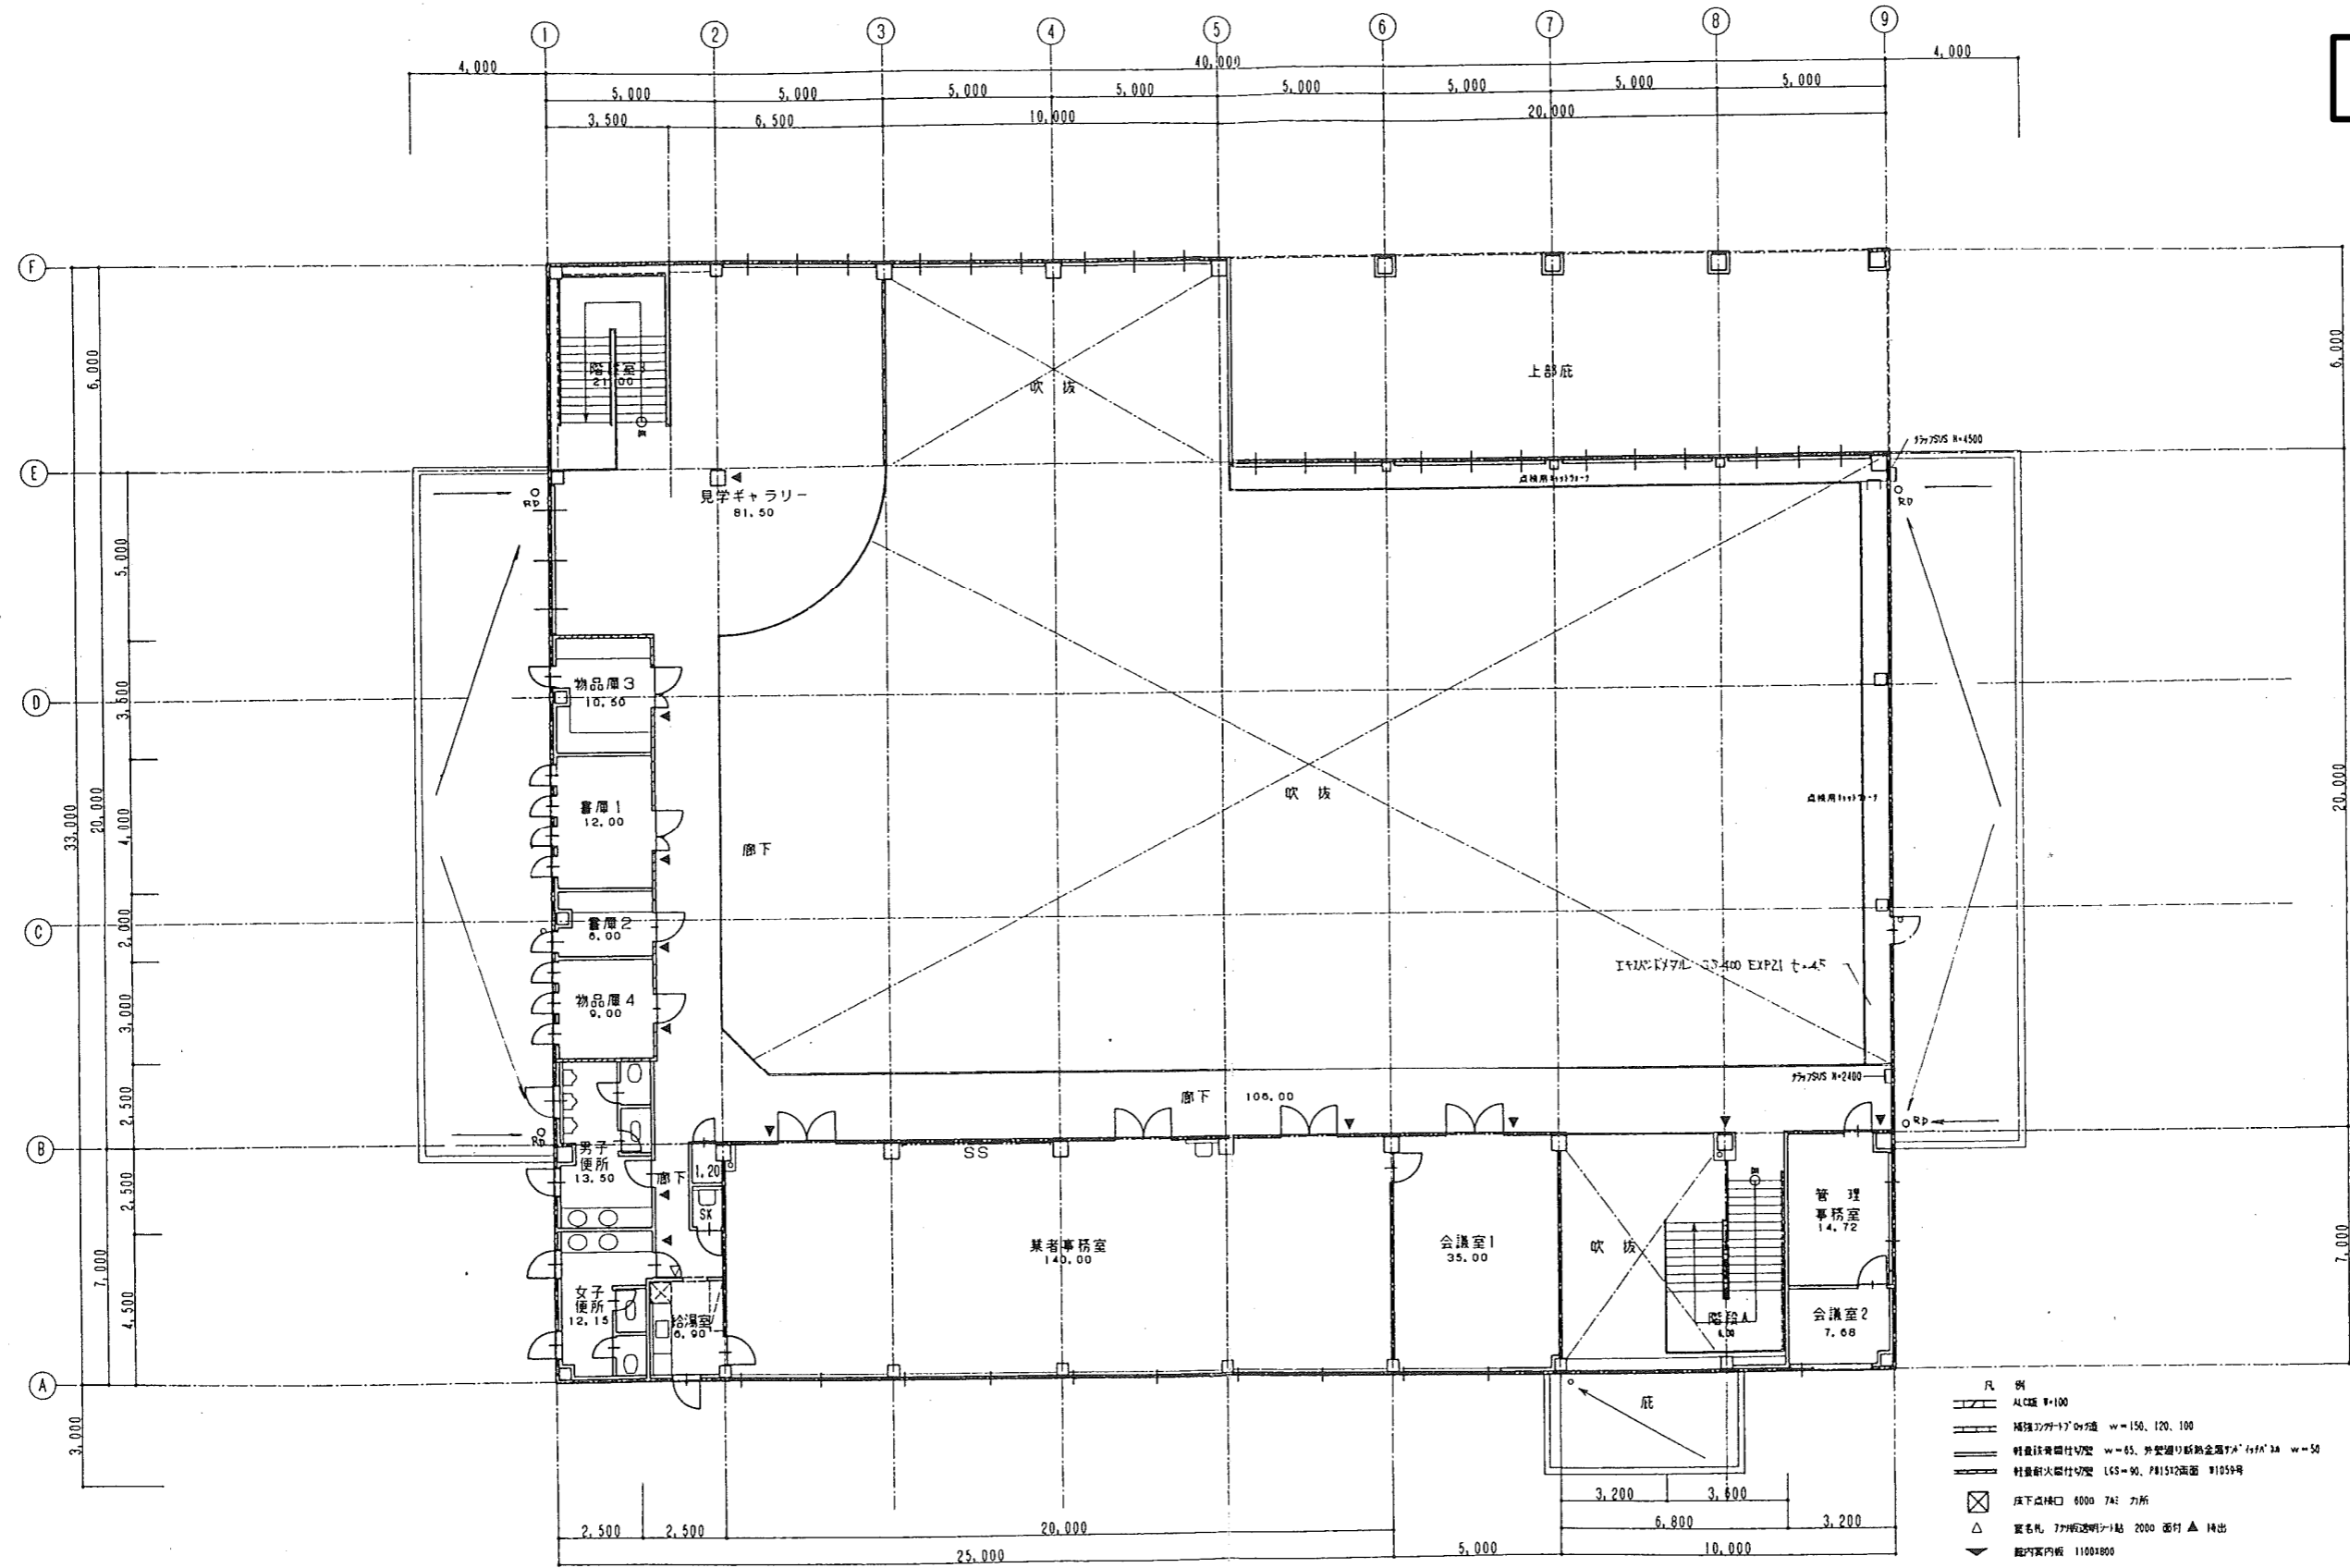 1 2 3 4 5 6 7 8 9
4,000 40,000 4,000
5,000 5,000 5,000 5,000 5,000 5,000 5,000 5,000
3,500 6,500 10,000 20,000
F
6,000 6,000
階段室
21.00
吹 抜
上部庇
E
見学ギャラリー
81.50
RD
RD
5,000
物品庫3
10.50
D
3,500
書庫1
12.00
33,000 20,000 4,000
廊下
吹 抜
20,000
書庫2
6.00
C
2,000
物品庫4
9.00
3,000
廊下 106.00
2,500
RD
RD
B
男子
便所
13.50
廊下
1.20
SK
SS
2,500
業者事務室
140.00
会議室1
35.00
吹 抜
管 理
事務室
14.72
7,000 7,000
女子
便所
12.15
給湯室
6.90
階段A
会議室2
7.68
4,500
A
庇
3,000
3,200 3,600
2,500 2,500 20,000 6,800 3,200
25,000 5,000 10,000
凡 例
ALC版 W=100
w=150、120、100